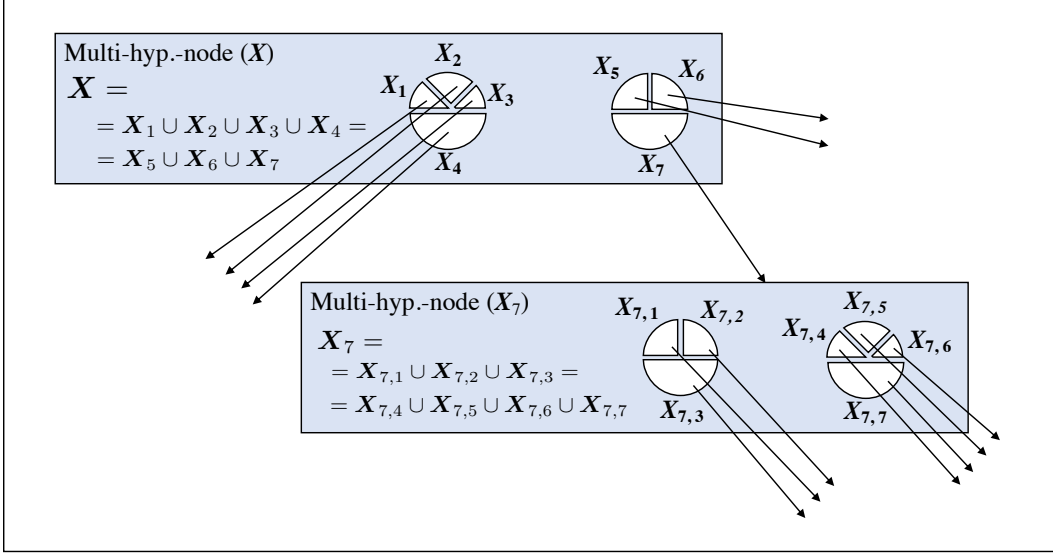 Multi-hyp.-node (X)
X =
= X₁ ∪ X₂ ∪ X₃ ∪ X₄ =
= X₅ ∪ X₆ ∪ X₇
X₁
X₂
X₃
X₄
X₅
X₆
X₇
Multi-hyp.-node (X₇)
X₇ =
= X₇,₁ ∪ X₇,₂ ∪ X₇,₃ =
= X₇,₄ ∪ X₇,₅ ∪ X₇,₆ ∪ X₇,₇
X₇,₁
X₇,₂
X₇,₃
X₇,₄
X₇,₅
X₇,₆
X₇,₇